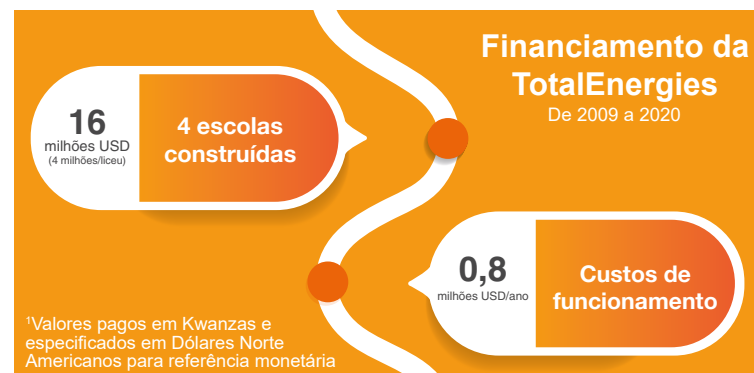 Financiamento da
TotalEnergies
De 2009 a 2020
16
milhões USD
(4 milhões/liceu)
4 escolas
construídas
0,8
milhões USD/ano
Custos de
funcionamento
¹Valores pagos em Kwanzas e
especificados em Dólares Norte
Americanos para referência monetária